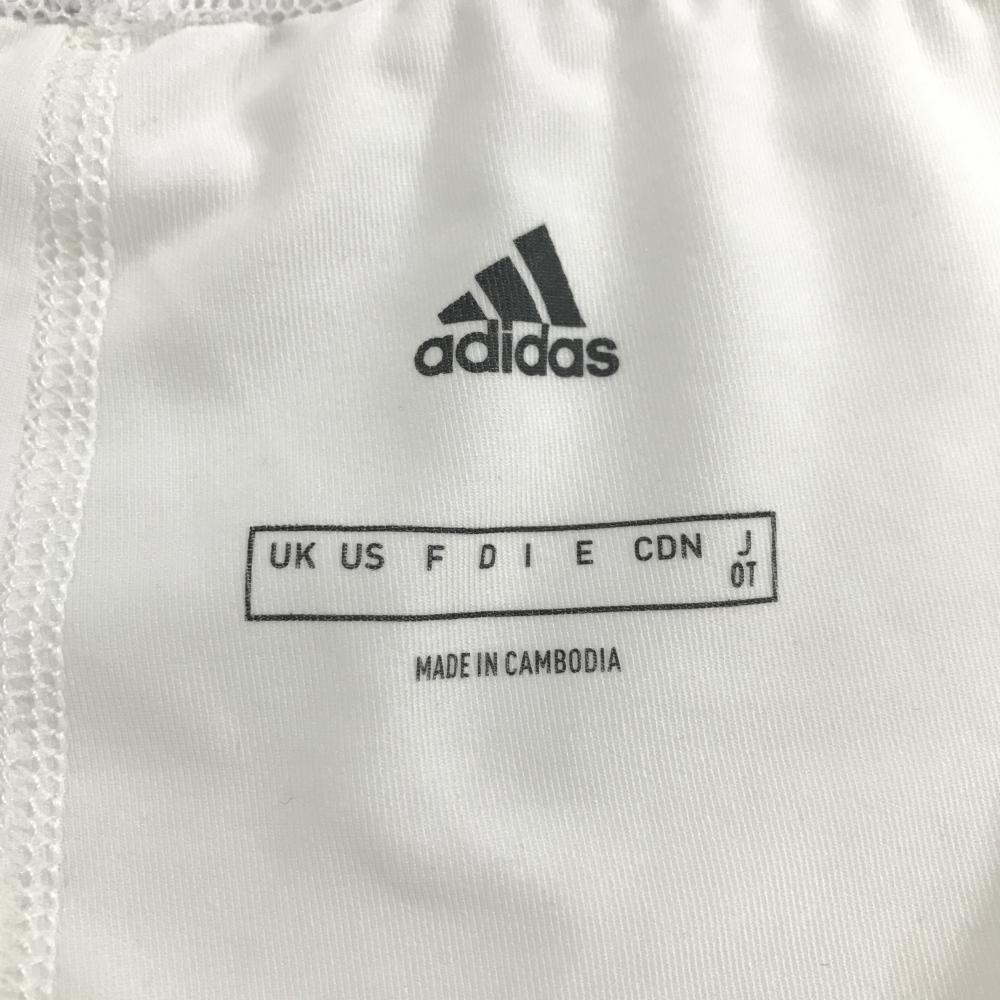 adidas
UK US F D I E CDN J
OT
MADE IN CAMBODIA